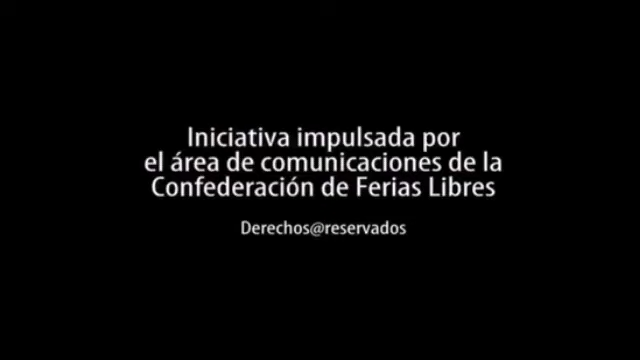 Iniciativa impulsada por
el área de comunicaciones de la
Confederación de Ferias Libres
Derechos@reservados